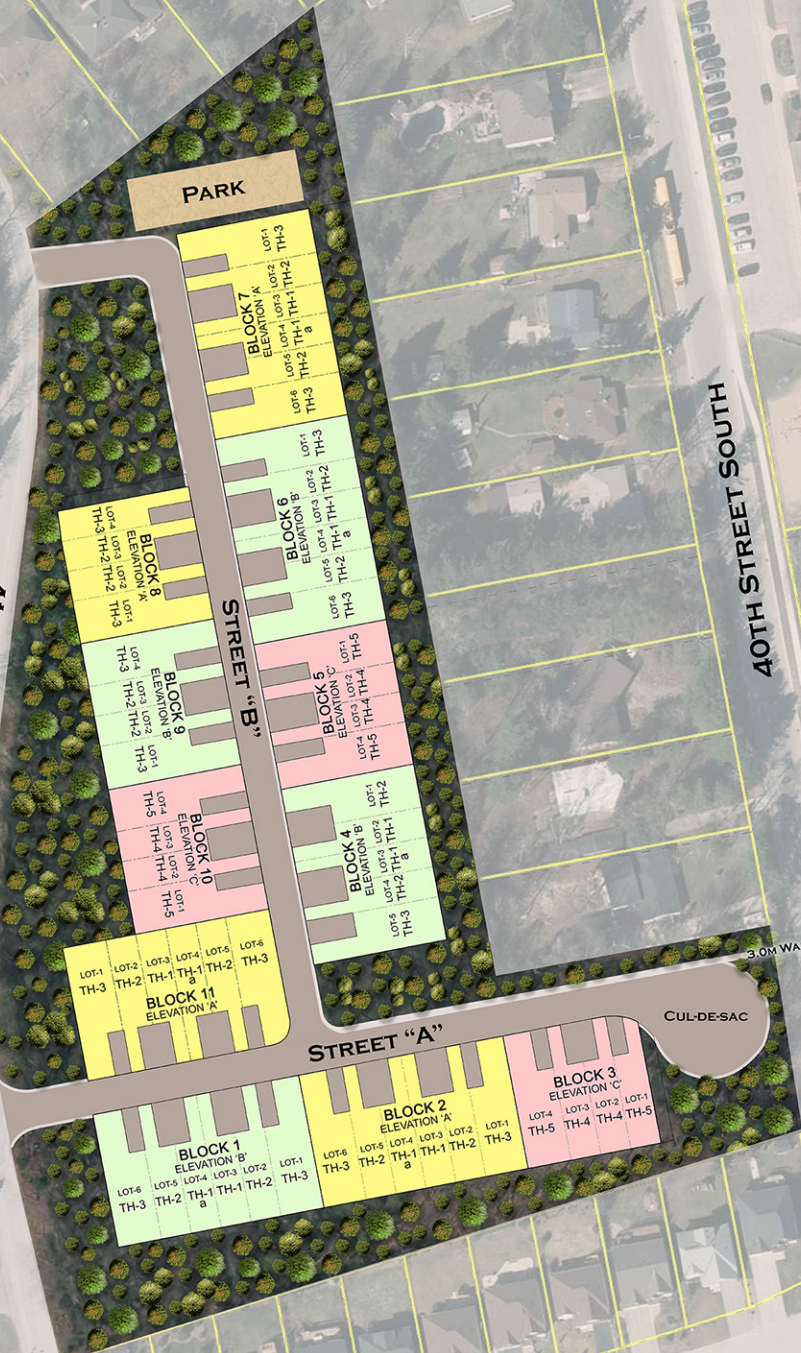 PARK
LOT-1 TH-3
LOT-2 TH-2
LOT-3 TH-1
LOT-4 TH-1 a
LOT-5 TH-2
LOT-6 TH-3
BLOCK 7
ELEVATION 'A'
LOT-1 TH-3
LOT-2 TH-2
LOT-3 TH-1
LOT-4 TH-1 a
LOT-5 TH-2
LOT-6 TH-3
BLOCK 6
ELEVATION 'B'
40TH STREET SOUTH
BLOCK 8
ELEVATION 'A'
LOT-4 TH-3
LOT-3 TH-2
LOT-2 TH-2
LOT-1 TH-3
STREET "B"
BLOCK 9
ELEVATION 'B'
LOT-4 TH-3
LOT-3 TH-2
LOT-2 TH-2
LOT-1 TH-3
BLOCK 5
ELEVATION 'C'
LOT-1 TH-5
LOT-2 TH-4
LOT-3 TH-4
LOT-4 TH-5
BLOCK 10
ELEVATION 'C'
LOT-4 TH-5
LOT-3 TH-4
LOT-2 TH-4
LOT-1 TH-5
BLOCK 4
ELEVATION 'B'
LOT-1 TH-2
LOT-2 TH-1
LOT-3 TH-1 a
LOT-4 TH-2
LOT-5 TH-3
LOT-1 TH-3
LOT-2 TH-2
LOT-3 TH-1
LOT-4 TH-1 a
LOT-5 TH-2
LOT-6 TH-3
BLOCK 11
ELEVATION 'A'
3.0M WA
CUL-DE-SAC
STREET "A"
BLOCK 3
ELEVATION 'C'
LOT-4 TH-5
LOT-3 TH-4
LOT-2 TH-4
LOT-1 TH-5
BLOCK 2
ELEVATION 'A'
LOT-6 TH-3
LOT-5 TH-2
LOT-4 TH-1 a
LOT-3 TH-1
LOT-2 TH-2
LOT-1 TH-3
BLOCK 1
ELEVATION 'B'
LOT-6 TH-3
LOT-5 TH-2
LOT-4 TH-1 a
LOT-3 TH-1
LOT-2 TH-2
LOT-1 TH-3